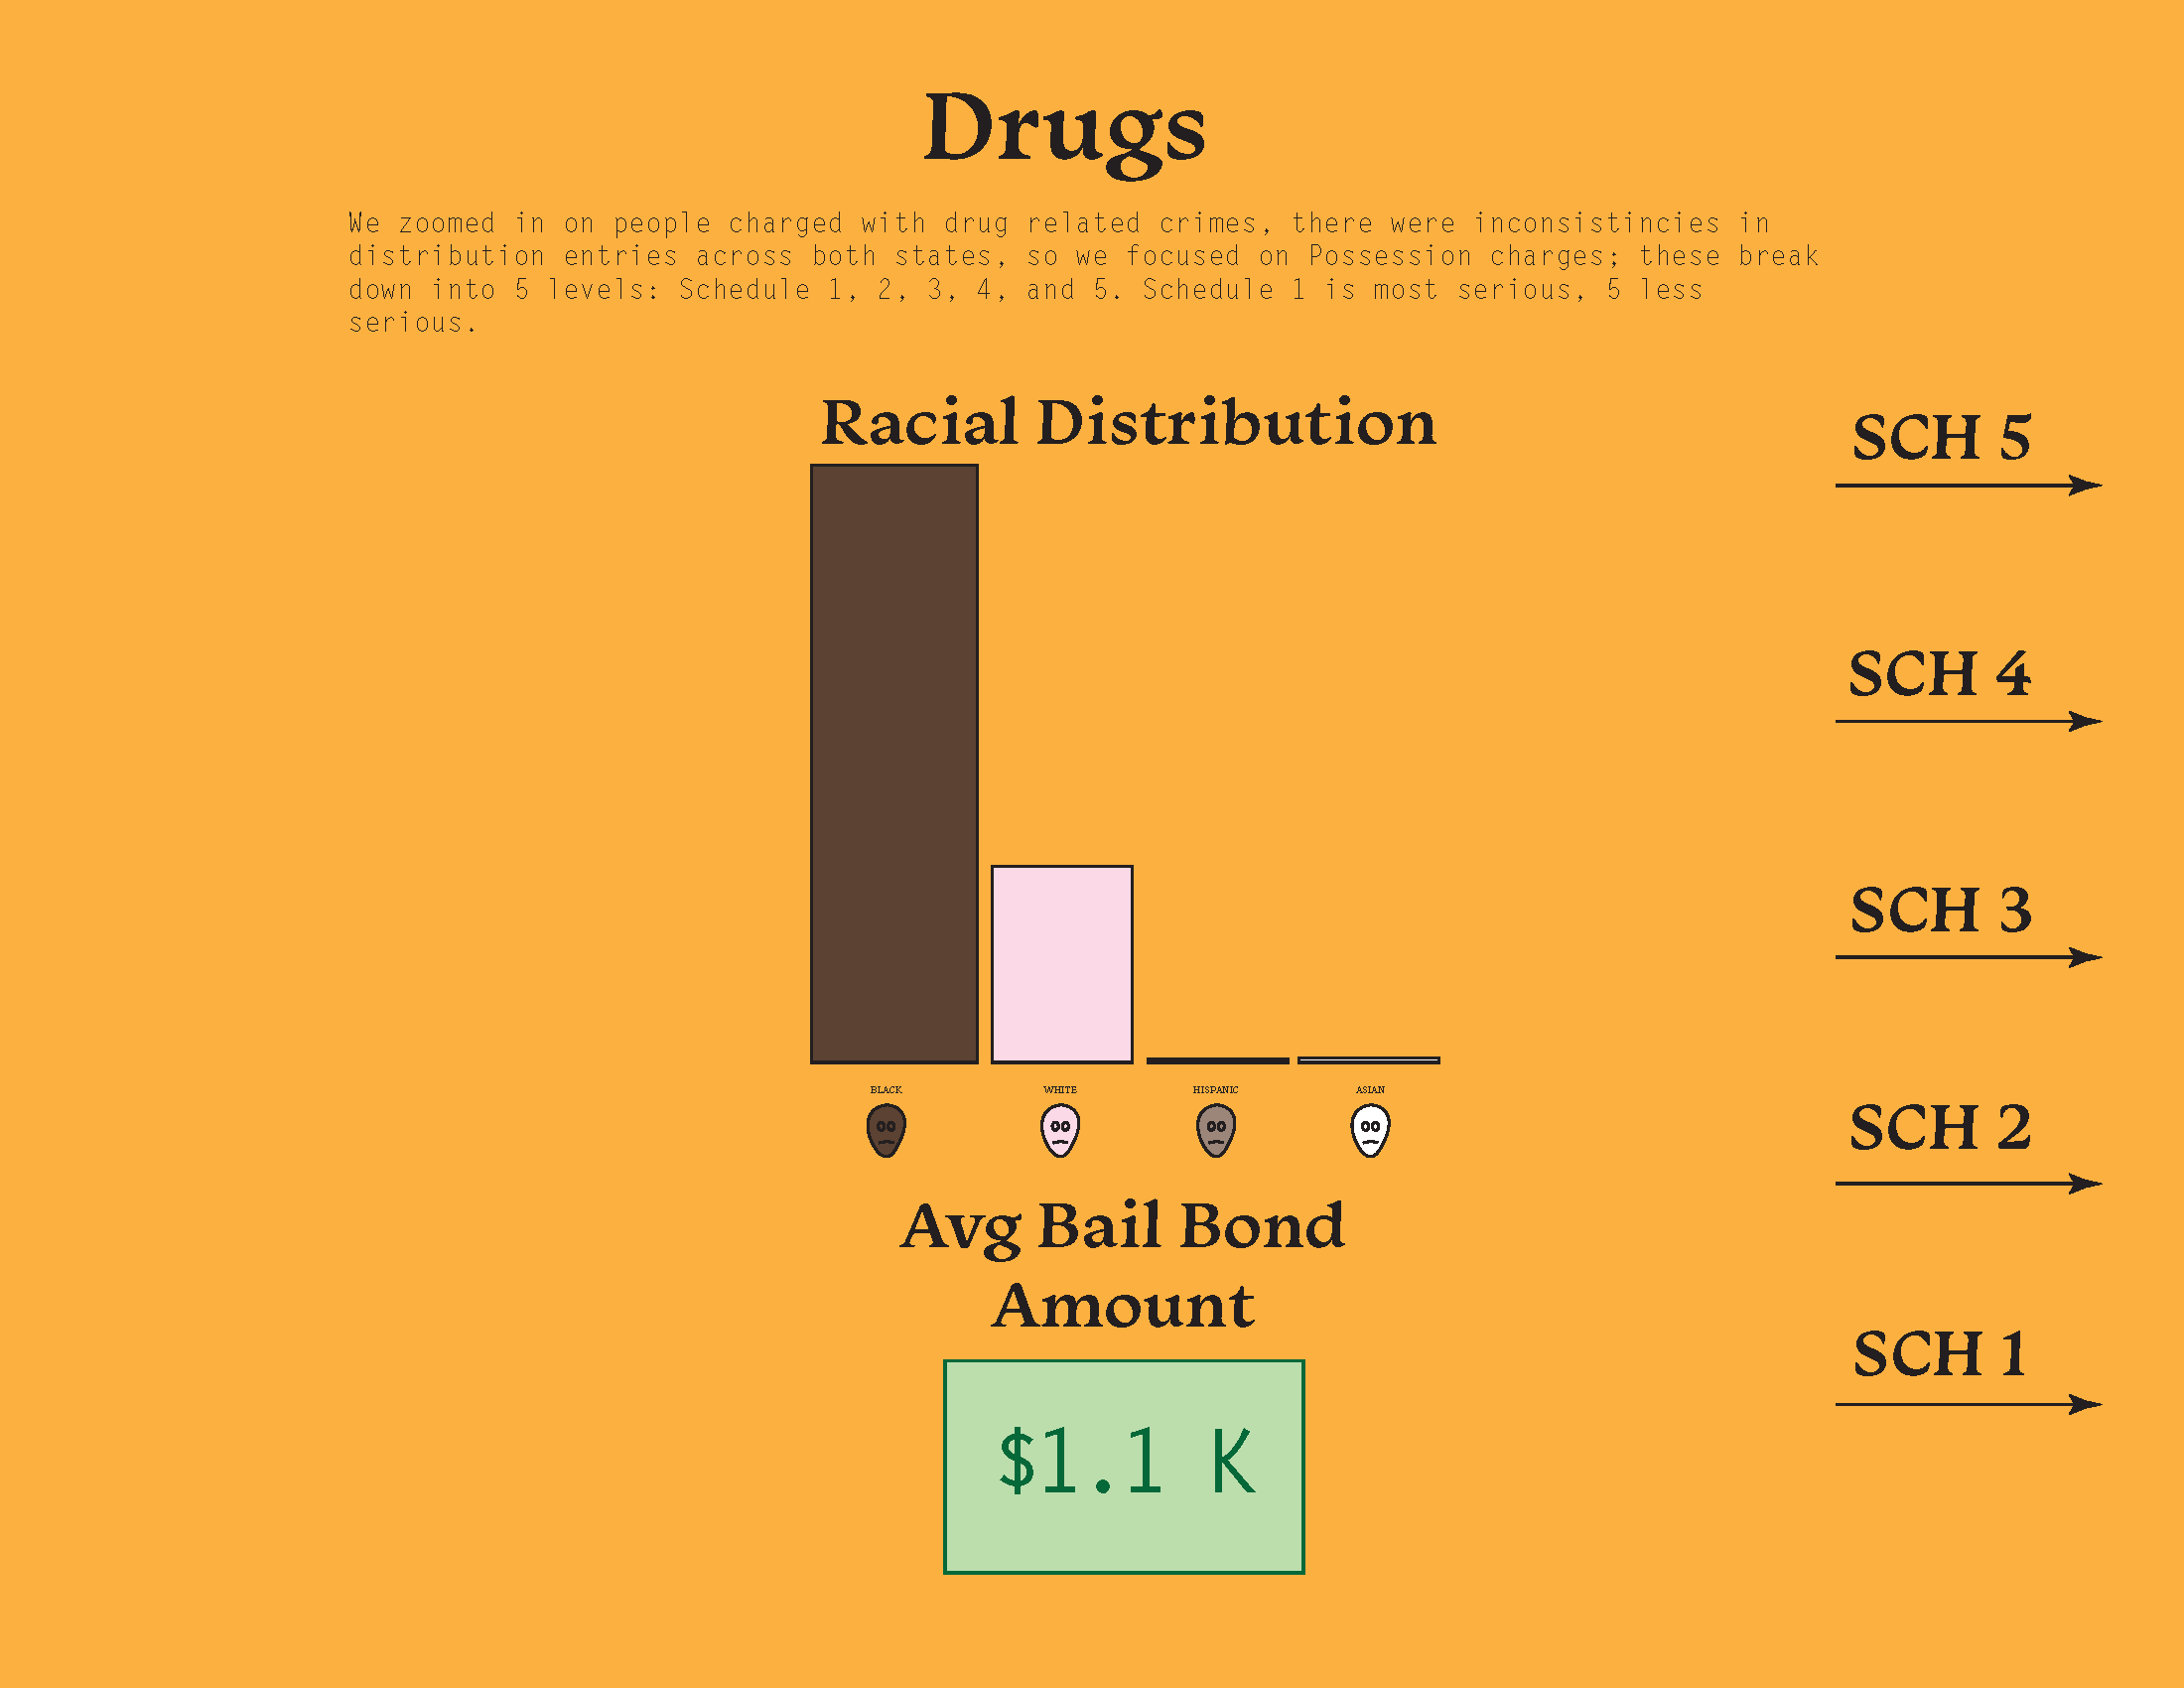 Drugs
We zoomed in on people charged with drug related crimes, there were inconsistincies in
distribution entries across both states, so we focused on Possession charges; these break
down into 5 levels: Schedule 1, 2, 3, 4, and 5. Schedule 1 is most serious, 5 less
serious.
Racial Distribution
BLACK
WHITE
HISPANIC
ASIAN
Avg Bail Bond
Amount
$1.1 K
SCH 5
SCH 4
SCH 3
SCH 2
SCH 1